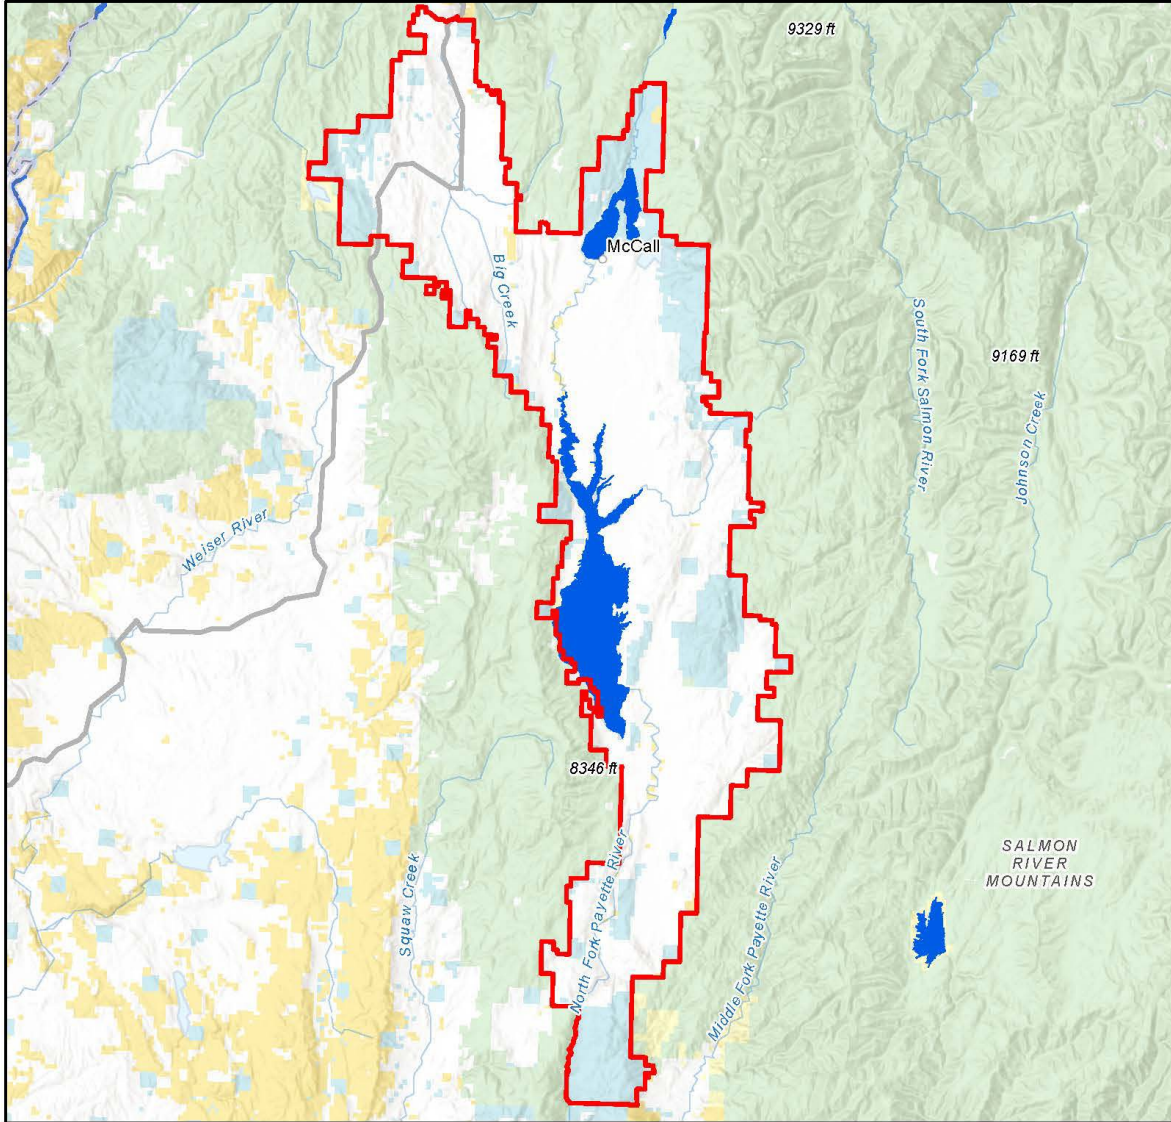 9329 ft
McCall
Big Creek
South Fork Salmon River
9169 ft
Johnson Creek
Weiser River
8346 ft
SALMON
RIVER
MOUNTAINS
Squaw Creek
North Fork Payette River
Middle Fork Payette River